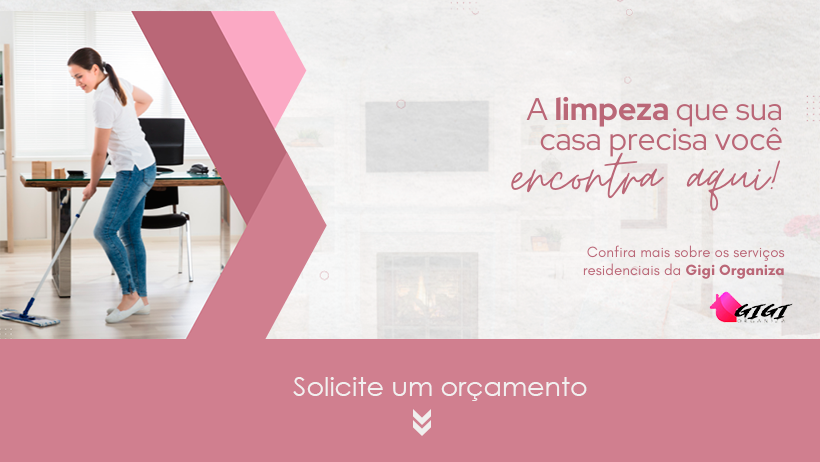 A limpeza que sua
casa precisa você
encontra aqui!
Confira mais sobre os serviços
residenciais da Gigi Organiza
GIGI
ORGANIZA
Solicite um orçamento